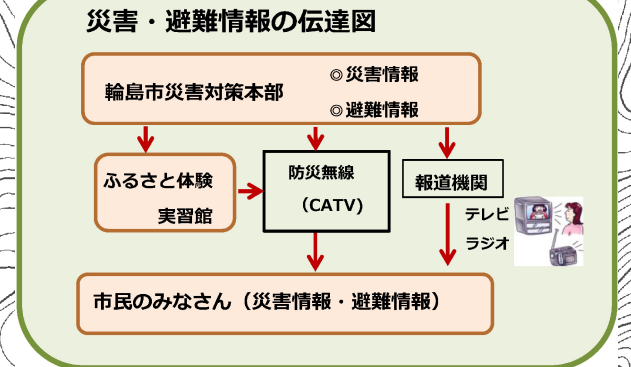 災害・避難情報の伝達図
輪島市災害対策本部
◎災害情報
◎避難情報
ふるさと体験
実習館
防災無線
（CATV）
報道機関
テレビ
ラジオ
市民のみなさん（災害情報・避難情報）